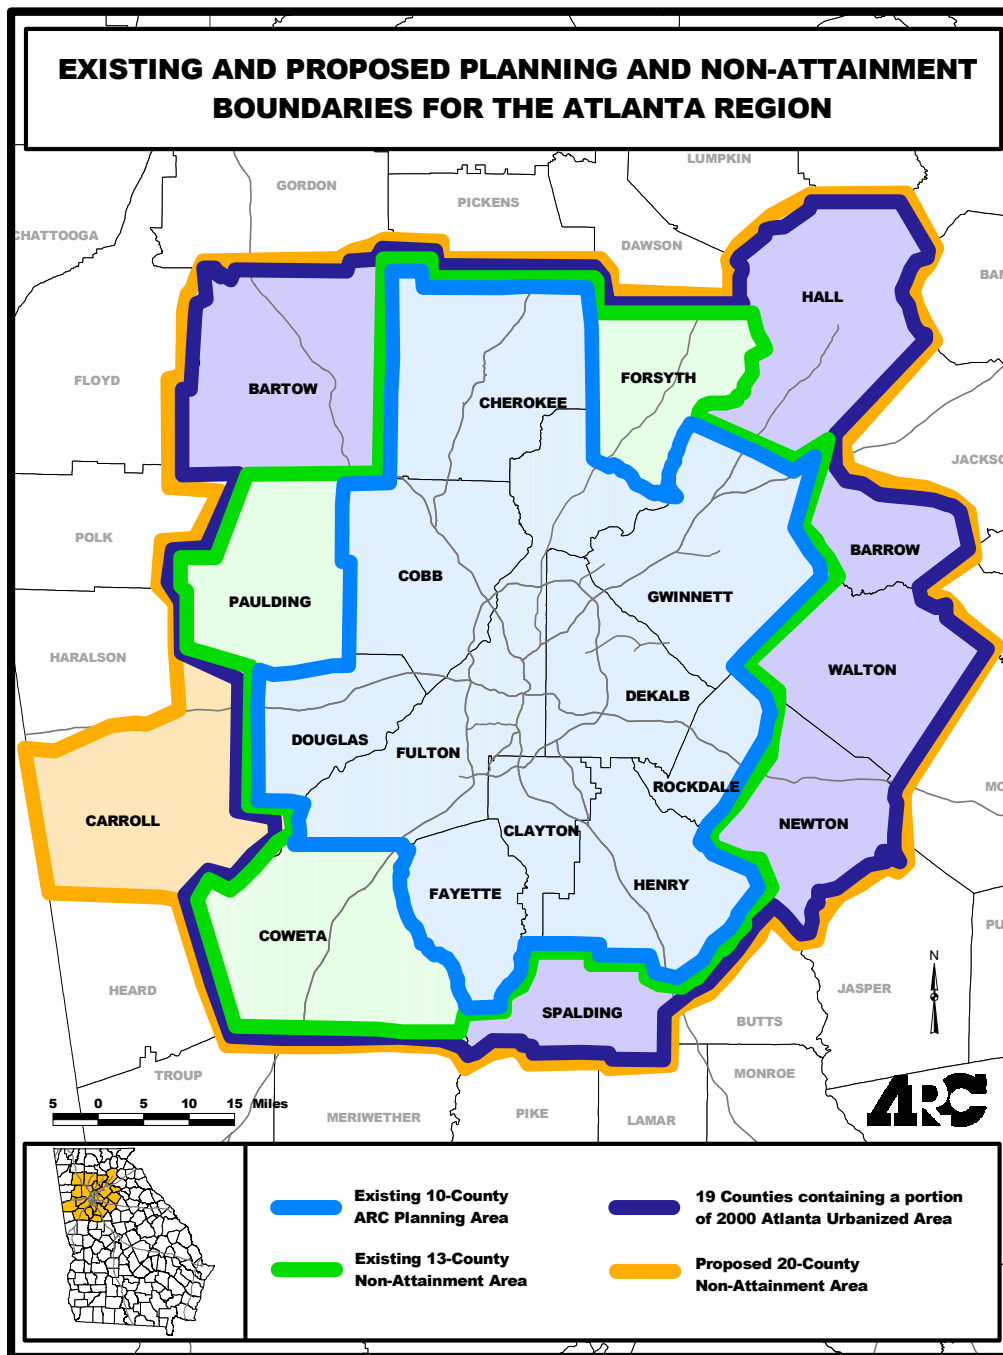 EXISTING AND PROPOSED PLANNING AND NON-ATTAINMENT
BOUNDARIES FOR THE ATLANTA REGION
LUMPKIN
GORDON
PICKENS
CHATTOOGA
DAWSON
BAN
HALL
FLOYD
BARTOW
FORSYTH
CHEROKEE
JACKSO
POLK
BARROW
COBB
GWINNETT
PAULDING
HARALSON
WALTON
DEKALB
DOUGLAS
FULTON
ROCKDALE
MO
CARROLL
CLAYTON
NEWTON
HENRY
FAYETTE
PU
COWETA
N
HEARD
JASPER
SPALDING
BUTTS
TROUP
MONROE
5 0 5 10 15 Miles
MERIWETHER
PIKE
LAMAR
ARC
Existing 10-County
ARC Planning Area
19 Counties containing a portion
of 2000 Atlanta Urbanized Area
Existing 13-County
Non-Attainment Area
Proposed 20-County
Non-Attainment Area